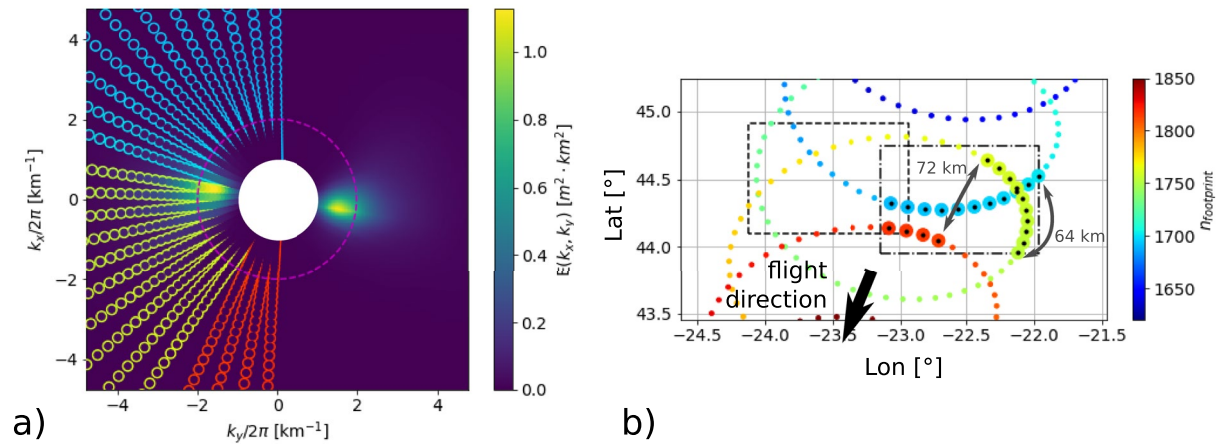 4
2
0
−2
−4
−4
−2
0
2
4
k_x/2π [km⁻¹]
k_y/2π [km⁻¹]
1.0
0.8
0.6
0.4
0.2
0.0
E(k_x, k_y) [m² · km²]
a)
45.0
44.5
44.0
43.5
Lat [°]
72 km
64 km
flight
direction
−24.5
−24.0
−23.5
−23.0
−22.5
−22.0
−21.5
Lon [°]
1850
1800
1750
1700
1650
n_footprint
b)